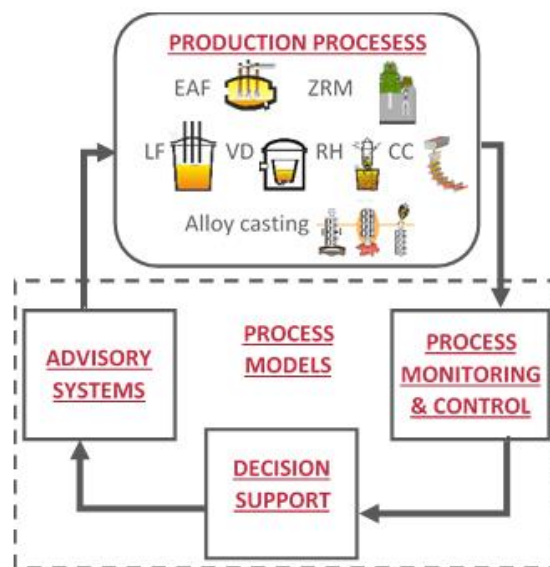 PRODUCTION PROCESESS
EAF ZRM
LF VD RH CC
Alloy casting
ADVISORY
SYSTEMS
PROCESS
MODELS
PROCESS
MONITORING
& CONTROL
DECISION
SUPPORT